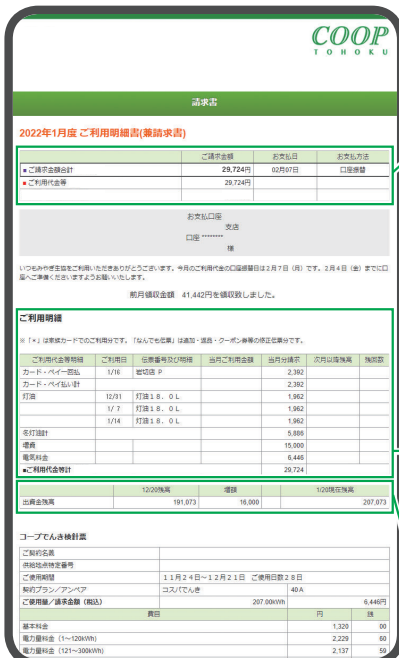 COOP
TOHOKU
請求書
2022年1月度 ご利用明細書(兼請求書)
ご請求金額 お支払日 お支払方法
■ご請求金額合計 29,724円 02月07日 口座振替
■ご利用代金等 29,724円
お支払口座
支店
口座 ********
様
いつもみやぎ生協をご利用いただきありがとうございます。今月のご利用代金の口座振替日は2月7日（月）です。2月4日（金）までに口
座へご準備くださいますようお願いいたします。
前月領収金額 41,442円を領収致しました。
ご利用明細
※「×」は家族カードでのご利用分です。「なんでも伝票」は追加・返品・クーポン券等の修正伝票分です。
ご利用代金等明細 ご利用日 伝票番号及び明細 当月ご利用金額 当月分請求 次月以降残高 残回数
カード・ペイ一回払 1/16 岩切店 P 2,392
カード・ペイ払い計 2,392
灯油 12/31 灯油18．0L 1,962
1/ 7 灯油18．0L 1,962
1/14 灯油18．0L 1,962
冬灯油計 5,886
増資 15,000
電気料金 6,446
■ご利用代金等計 29,724
12/20残高 増額 1/20現在残高
出資金残高 191,073 16,000 207,073
コープでんき検針票
ご契約名義
供給地点特定番号
ご使用期間 11月24日～12月21日 ご使用日数28日
契約プラン/アンペア コスパでんき 40A
ご使用量/請求金額（税込） 207.00kWh 6,446円
費目 円 銭
基本料金 1,320 00
電力量料金（1～120kWh） 2,229 60
電力量料金（121～300kWh） 2,137 59